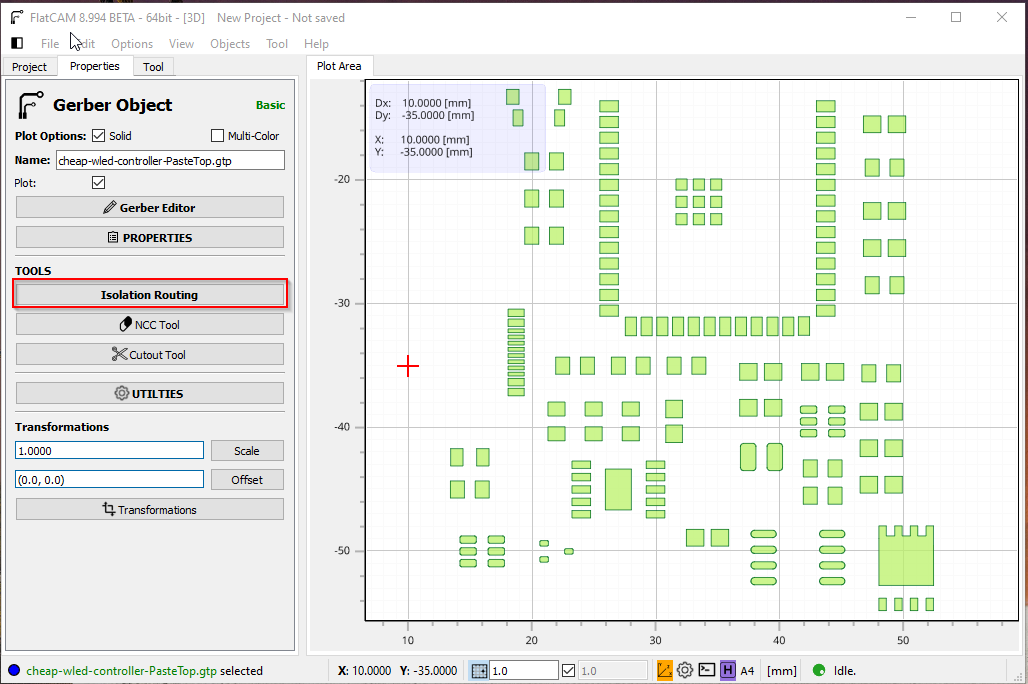 FlatCAM 8.994 BETA - 64bit - [3D]    New Project - Not saved
File Edit Options View Objects Tool Help
Project Properties Tool
Plot Area
Gerber Object Basic
Plot Options: Solid Multi-Color
Name: cheap-wled-controller-PasteTop.gtp
Plot:
Gerber Editor
PROPERTIES
TOOLS
Isolation Routing
NCC Tool
Cutout Tool
UTILITIES
Transformations
1.0000 Scale
(0.0, 0.0) Offset
Transformations
Dx: 10.0000 [mm]
Dy: -35.0000 [mm]
X: 10.0000 [mm]
Y: -35.0000 [mm]
-20
-30
-40
-50
10 20 30 40 50
cheap-wled-controller-PasteTop.gtp selected X: 10.0000 Y: -35.0000 1.0 1.0 H A4 [mm] Idle.